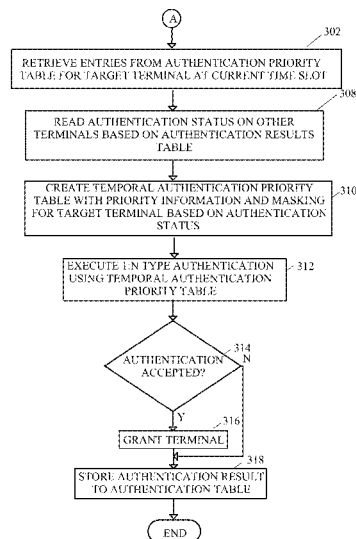 A
302
RETRIEVE ENTRIES FROM AUTHENTICATION PRIORITY
TABLE FOR TARGET TERMINAL AT CURRENT TIME SLOT
308
READ AUTHENTICATION STATUS ON OTHER
TERMINALS BASED ON AUTHENTICATION RESULTS
TABLE
310
CREATE TEMPORAL AUTHENTICATION PRIORITY
TABLE WITH PRIORITY INFORMATION AND MASKING
FOR TARGET TERMINAL BASED ON AUTHENTICATION
STATUS
312
EXECUTE 1:N TYPE AUTHENTICATION
USING TEMPORAL AUTHENTICATION
PRIORITY TABLE
314
N
AUTHENTICATION
ACCEPTED?
Y
316
GRANT TERMINAL
318
STORE AUTHENTICATION RESULT
TO AUTHENTICATION TABLE
END